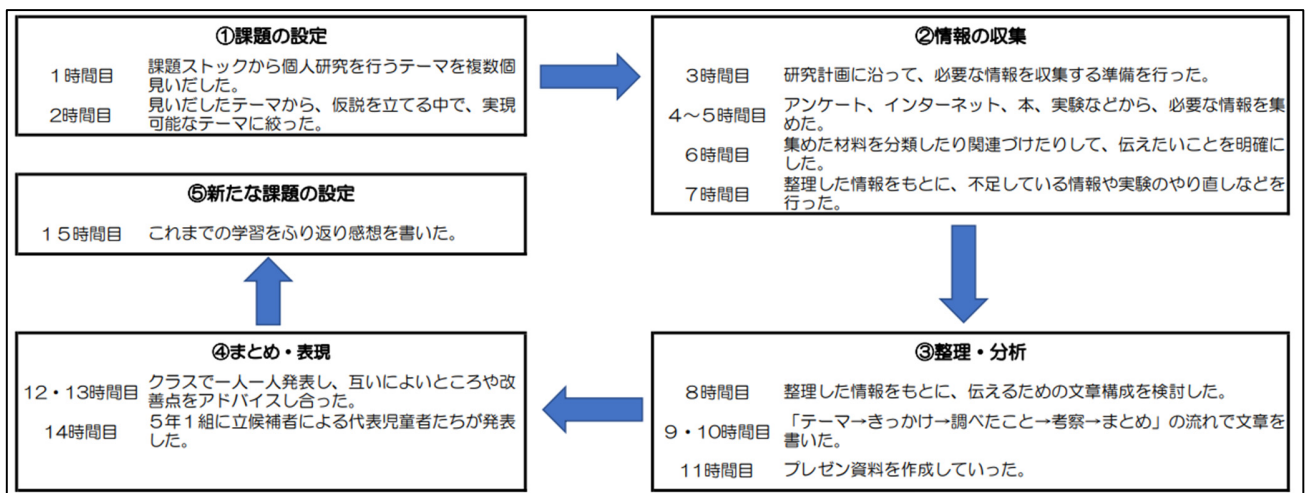 ①課題の設定
1時間目 課題ストックから個人研究を行うテーマを複数個
見いだした。
2時間目 見いだしたテーマから、仮説を立てる中で、実現
可能なテーマに絞った。
②情報の収集
3時間目 研究計画に沿って、必要な情報を収集する準備を行った。
4～5時間目 アンケート、インターネット、本、実験などから、必要な情報を集
めた。
6時間目 集めた材料を分類したり関連づけたりして、伝えたいことを明確に
した。
7時間目 整理した情報をもとに、不足している情報や実験のやり直しなどを
行った。
③整理・分析
8時間目 整理した情報をもとに、伝えるための文章構成を検討した。
9・10時間目 「テーマ→きっかけ→調べたこと→考察→まとめ」の流れで文章を
書いた。
11時間目 プレゼン資料を作成していった。
④まとめ・表現
12・13時間目 クラスで一人一人発表し、互いによいところや改
善点をアドバイスし合った。
14時間目 5年1組に立候補者による代表児童者たちが発表
した。
⑤新たな課題の設定
15時間目 これまでの学習をふり返り感想を書いた。